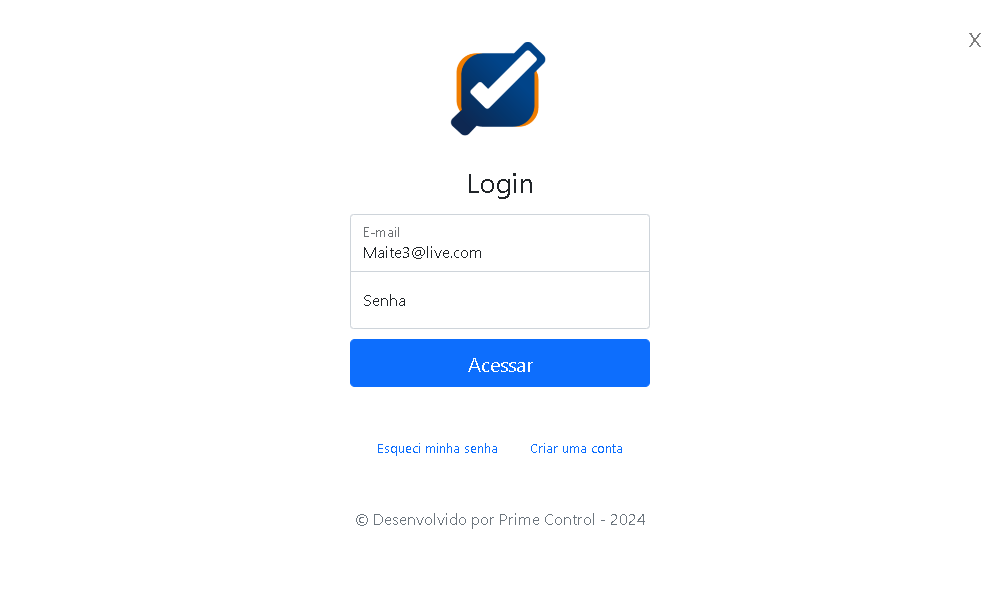 X
Login
E-mail
Maite3@live.com
Senha
Acessar
Esqueci minha senha
Criar uma conta
© Desenvolvido por Prime Control - 2024